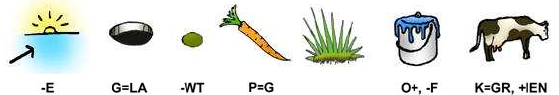 -E G=LA -WT P=G O+, -F K=GR, +IEN